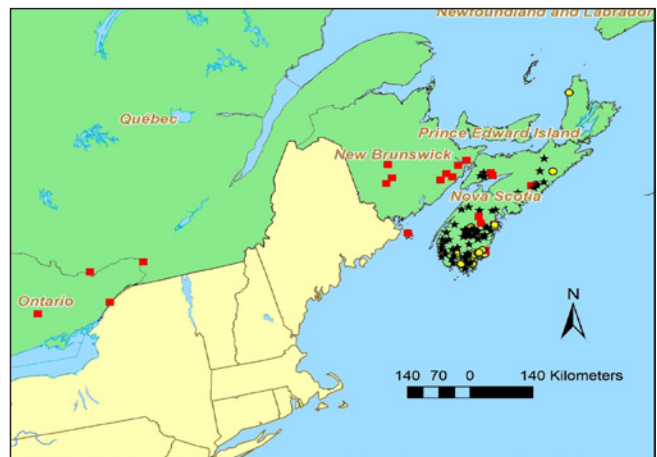 Newfoundland and Labrador
Québec
Prince Edward Island
New Brunswick
Nova Scotia
Ontario
N
140 70 0 140 Kilometers